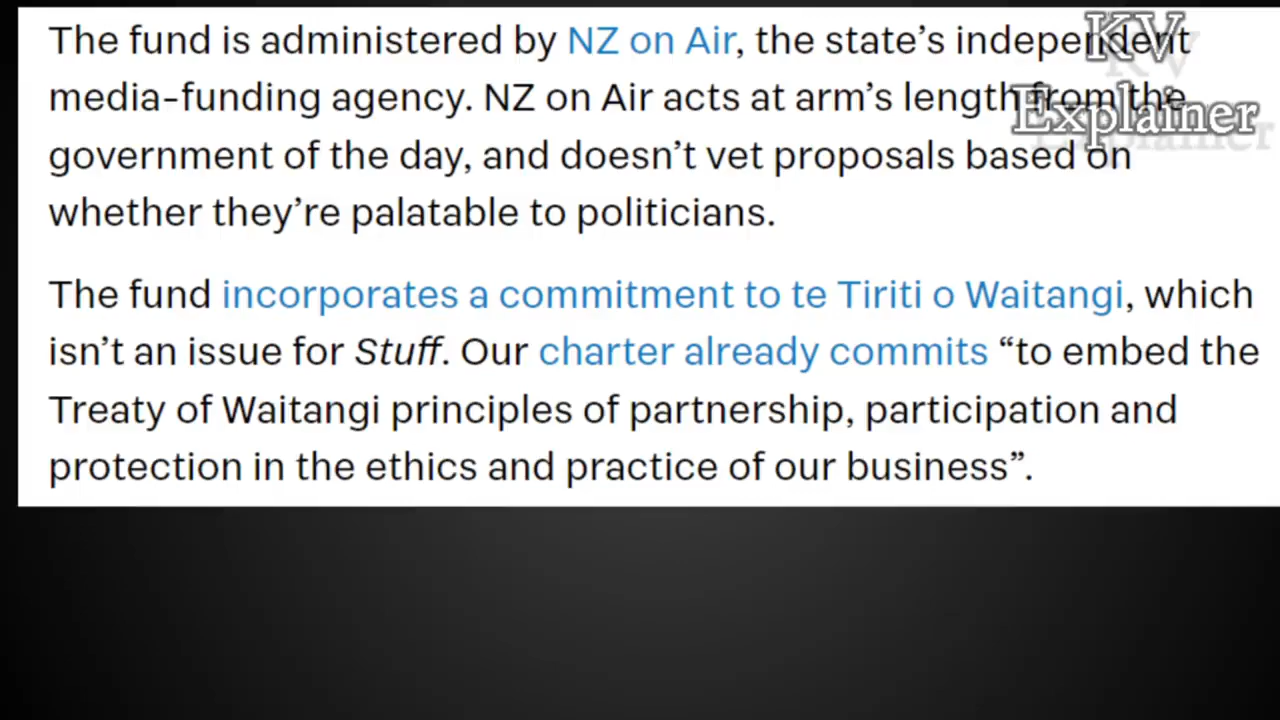 The fund is administered by NZ on Air, the state’s independent
media-funding agency. NZ on Air acts at arm’s length from the
government of the day, and doesn’t vet proposals based on
whether they’re palatable to politicians.
The fund incorporates a commitment to te Tiriti o Waitangi, which
isn’t an issue for Stuff. Our charter already commits “to embed the
Treaty of Waitangi principles of partnership, participation and
protection in the ethics and practice of our business”.
KV
Explainer